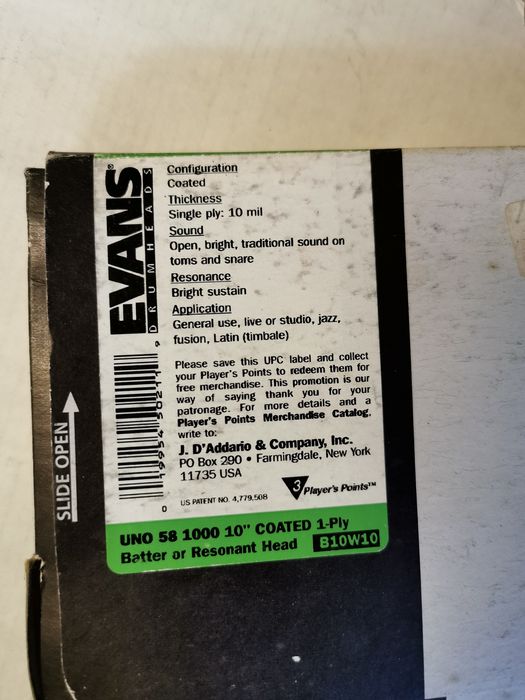 EVANS®
DRUMHEADS
Configuration
Coated
Thickness
Single ply: 10 mil
Sound
Open, bright, traditional sound on
toms and snare
Resonance
Bright sustain
Application
General use, live or studio, jazz,
fusion, Latin (timbale)
Please save this UPC label and collect
your Player's Points to redeem them for
free merchandise. This promotion is our
way of saying thank you for your
patronage. For more details and a
Player's Points Merchandise Catalog,
write to:
J. D'Addario & Company, Inc.
PO Box 290 • Farmingdale, New York
11735 USA
3 Player's Points™
US PATENT NO. 4,779,508
UNO 58 1000 10" COATED 1-Ply
Batter or Resonant Head B10W10
SLIDE OPEN